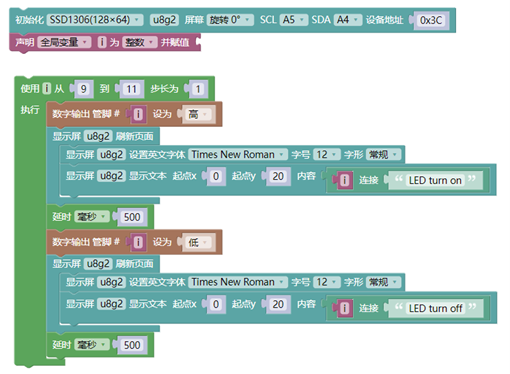 初始化 SSD1306(128×64) u8g2 屏幕 旋转 0° SCL A5 SDA A4 设备地址 0x3C
声明 全局变量 i 为 整数 并赋值
使用 i 从 9 到 11 步长为 1
执行 数字输出 管脚 # i 设为 高
显示屏 u8g2 刷新页面
显示屏 u8g2 设置英文字体 Times New Roman 字号 12 字形 常规
显示屏 u8g2 显示文本 起点x 0 起点y 20 内容 i 连接 “ LED turn on ”
延时 毫秒 500
数字输出 管脚 # i 设为 低
显示屏 u8g2 刷新页面
显示屏 u8g2 设置英文字体 Times New Roman 字号 12 字形 常规
显示屏 u8g2 显示文本 起点x 0 起点y 20 内容 i 连接 “ LED turn off ”
延时 毫秒 500